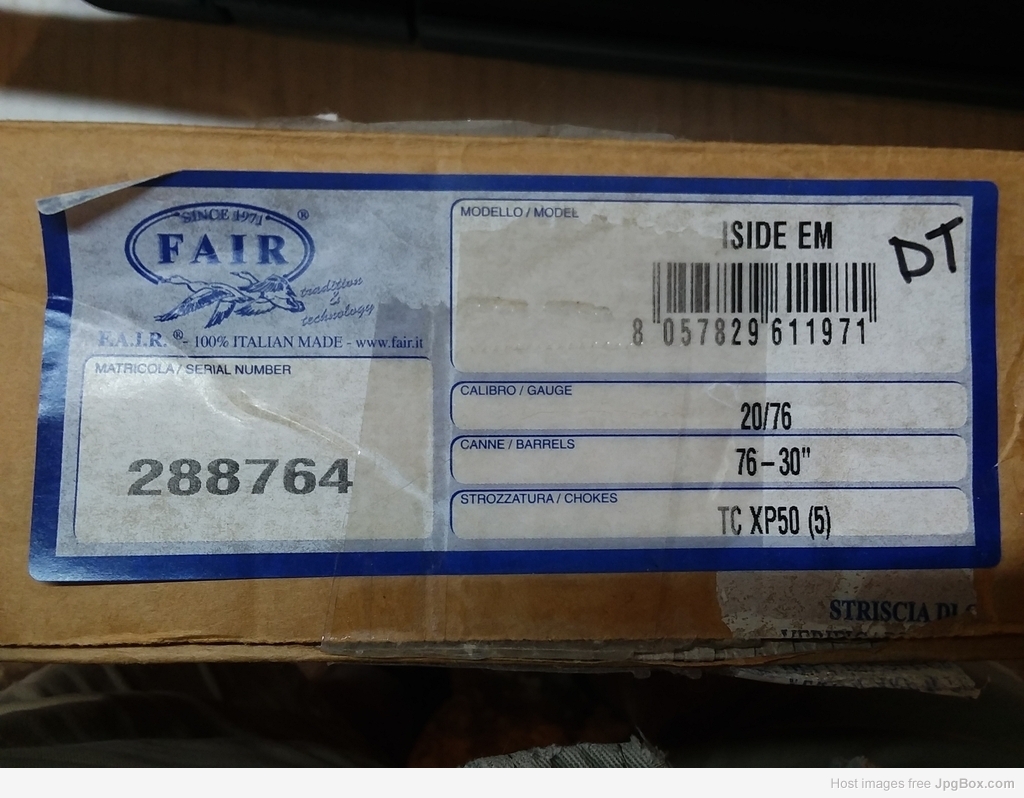 SINCE 1971
FAIR®
tradition
&
technology
F.A.I.R.® - 100% ITALIAN MADE - www.fair.it
MATRICOLA / SERIAL NUMBER
288764
MODELLO / MODEL
ISIDE EM
DT
8 057829 611971
CALIBRO / GAUGE
20/76
CANNE / BARRELS
76-30"
STROZZATURA / CHOKES
TC XP50 (5)
STRISCIA DI
Host images free JpgBox.com